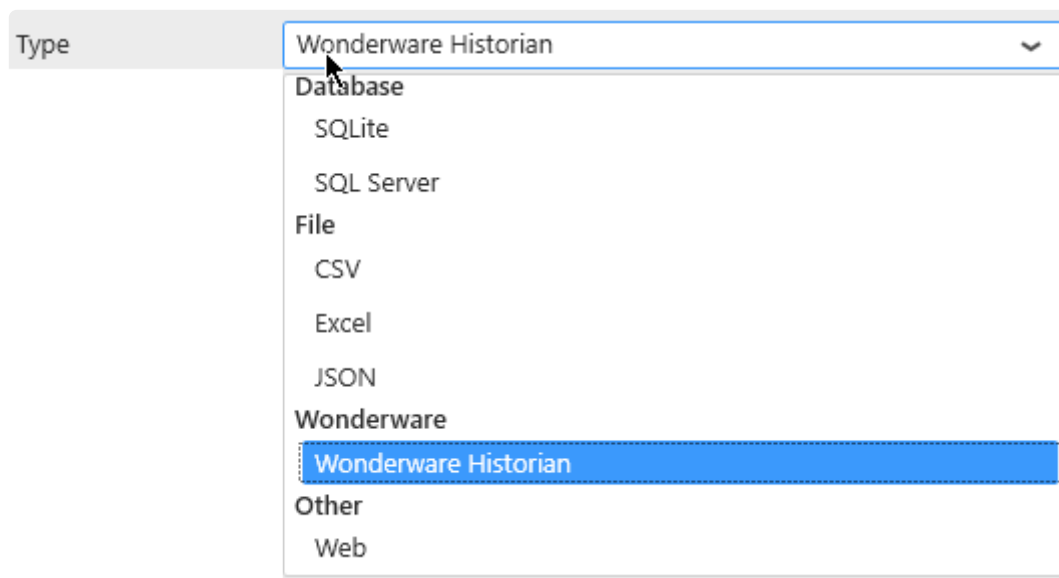 Type
Wonderware Historian
Database
SQLite
SQL Server
File
CSV
Excel
JSON
Wonderware
Wonderware Historian
Other
Web